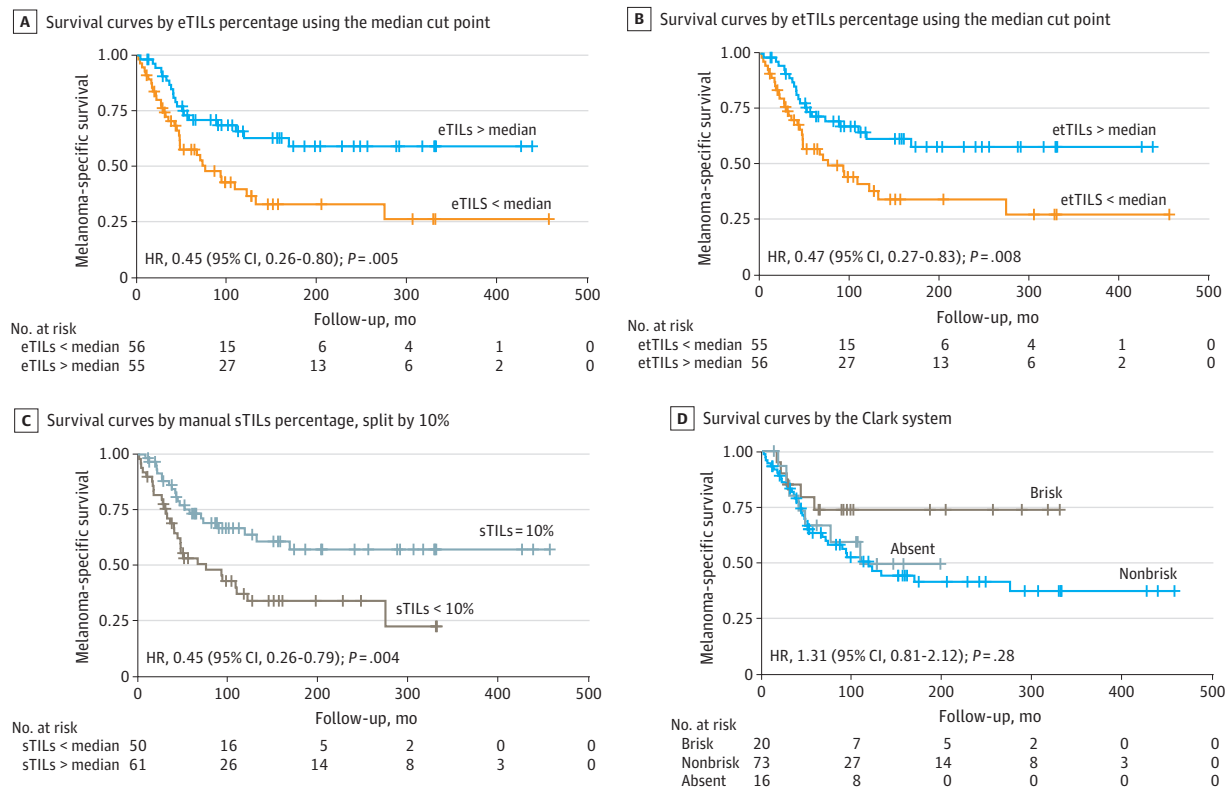 A Survival curves by eTILs percentage using the median cut point
1.00
0.75
0.50
0.25
0
Melanoma-specific survival
eTILs > median
eTILS < median
HR, 0.45 (95% CI, 0.26-0.80); P = .005
0 100 200 300 400 500
Follow-up, mo
No. at risk
eTILs < median 56 15 6 4 1 0
eTILs > median 55 27 13 6 2 0
B Survival curves by etTILs percentage using the median cut point
1.00
0.75
0.50
0.25
0
Melanoma-specific survival
etTILs > median
etTILS < median
HR, 0.47 (95% CI, 0.27-0.83); P = .008
0 100 200 300 400 500
Follow-up, mo
No. at risk
etTILs < median 55 15 6 4 1 0
etTILs > median 56 27 13 6 2 0
C Survival curves by manual sTILs percentage, split by 10%
1.00
0.75
0.50
0.25
0
Melanoma-specific survival
sTILs = 10%
sTILs < 10%
HR, 0.45 (95% CI, 0.26-0.79); P = .004
0 100 200 300 400 500
Follow-up, mo
No. at risk
sTILs < median 50 16 5 2 0 0
sTILs > median 61 26 14 8 3 0
D Survival curves by the Clark system
1.00
0.75
0.50
0.25
0
Melanoma-specific survival
Brisk
Absent
Nonbrisk
HR, 1.31 (95% CI, 0.81-2.12); P = .28
0 100 200 300 400 500
Follow-up, mo
No. at risk
Brisk 20 7 5 2 0 0
Nonbrisk 73 27 14 8 3 0
Absent 16 8 0 0 0 0